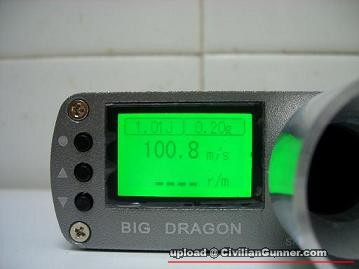 1.01J 0.20g
100.8 m/s
---- r/m
BIG DRAGON
upload @ CivilianGunner.com